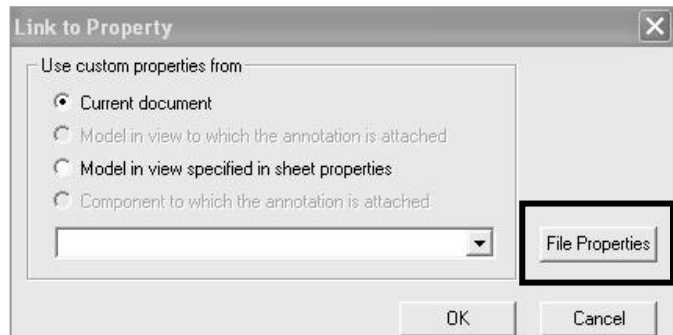 Link to Property
Use custom properties from
Current document
Model in view to which the annotation is attached
Model in view specified in sheet properties
Component to which the annotation is attached
File Properties
OK
Cancel